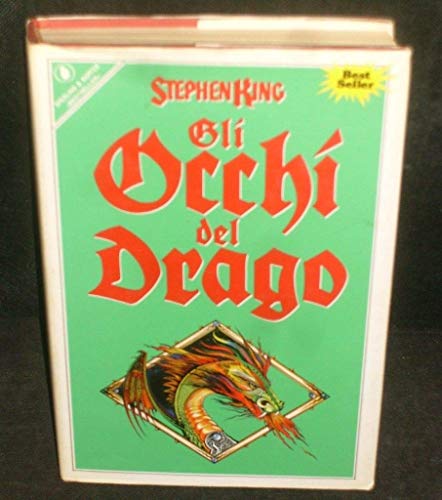 STEPHEN KING
Best
Seller
Gli
Occhi
del
Drago